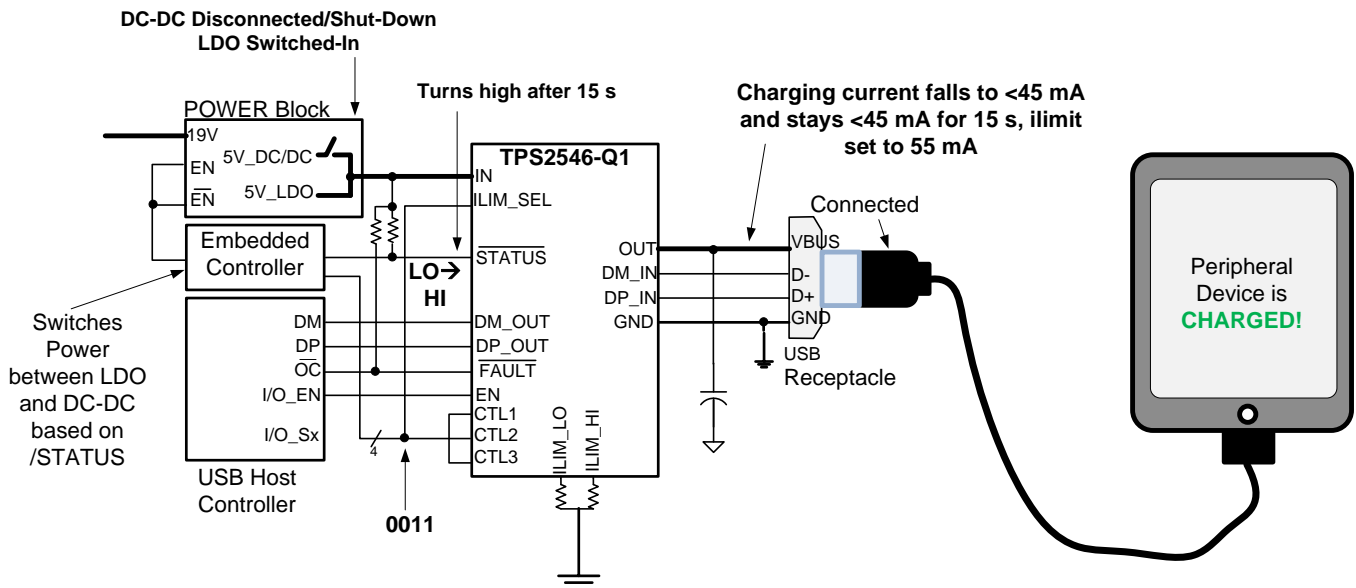 DC-DC Disconnected/Shut-Down
LDO Switched-In
POWER Block
19V
EN
EN
5V_DC/DC
5V_LDO
Embedded
Controller
Switches
Power
between LDO
and DC-DC
based on
/STATUS
DM
DP
OC
I/O_EN
I/O_Sx
USB Host
Controller
Turns high after 15 s
LO→
HI
4
0011
TPS2546-Q1
IN
ILIM_SEL
STATUS
DM_OUT
DP_OUT
FAULT
EN
CTL1
CTL2
CTL3
ILIM_LO
ILIM_HI
OUT
DM_IN
DP_IN
GND
Charging current falls to <45 mA
and stays <45 mA for 15 s, ilimit
set to 55 mA
Connected
VBUS
D-
D+
GND
USB
Receptacle
Peripheral
Device is
CHARGED!